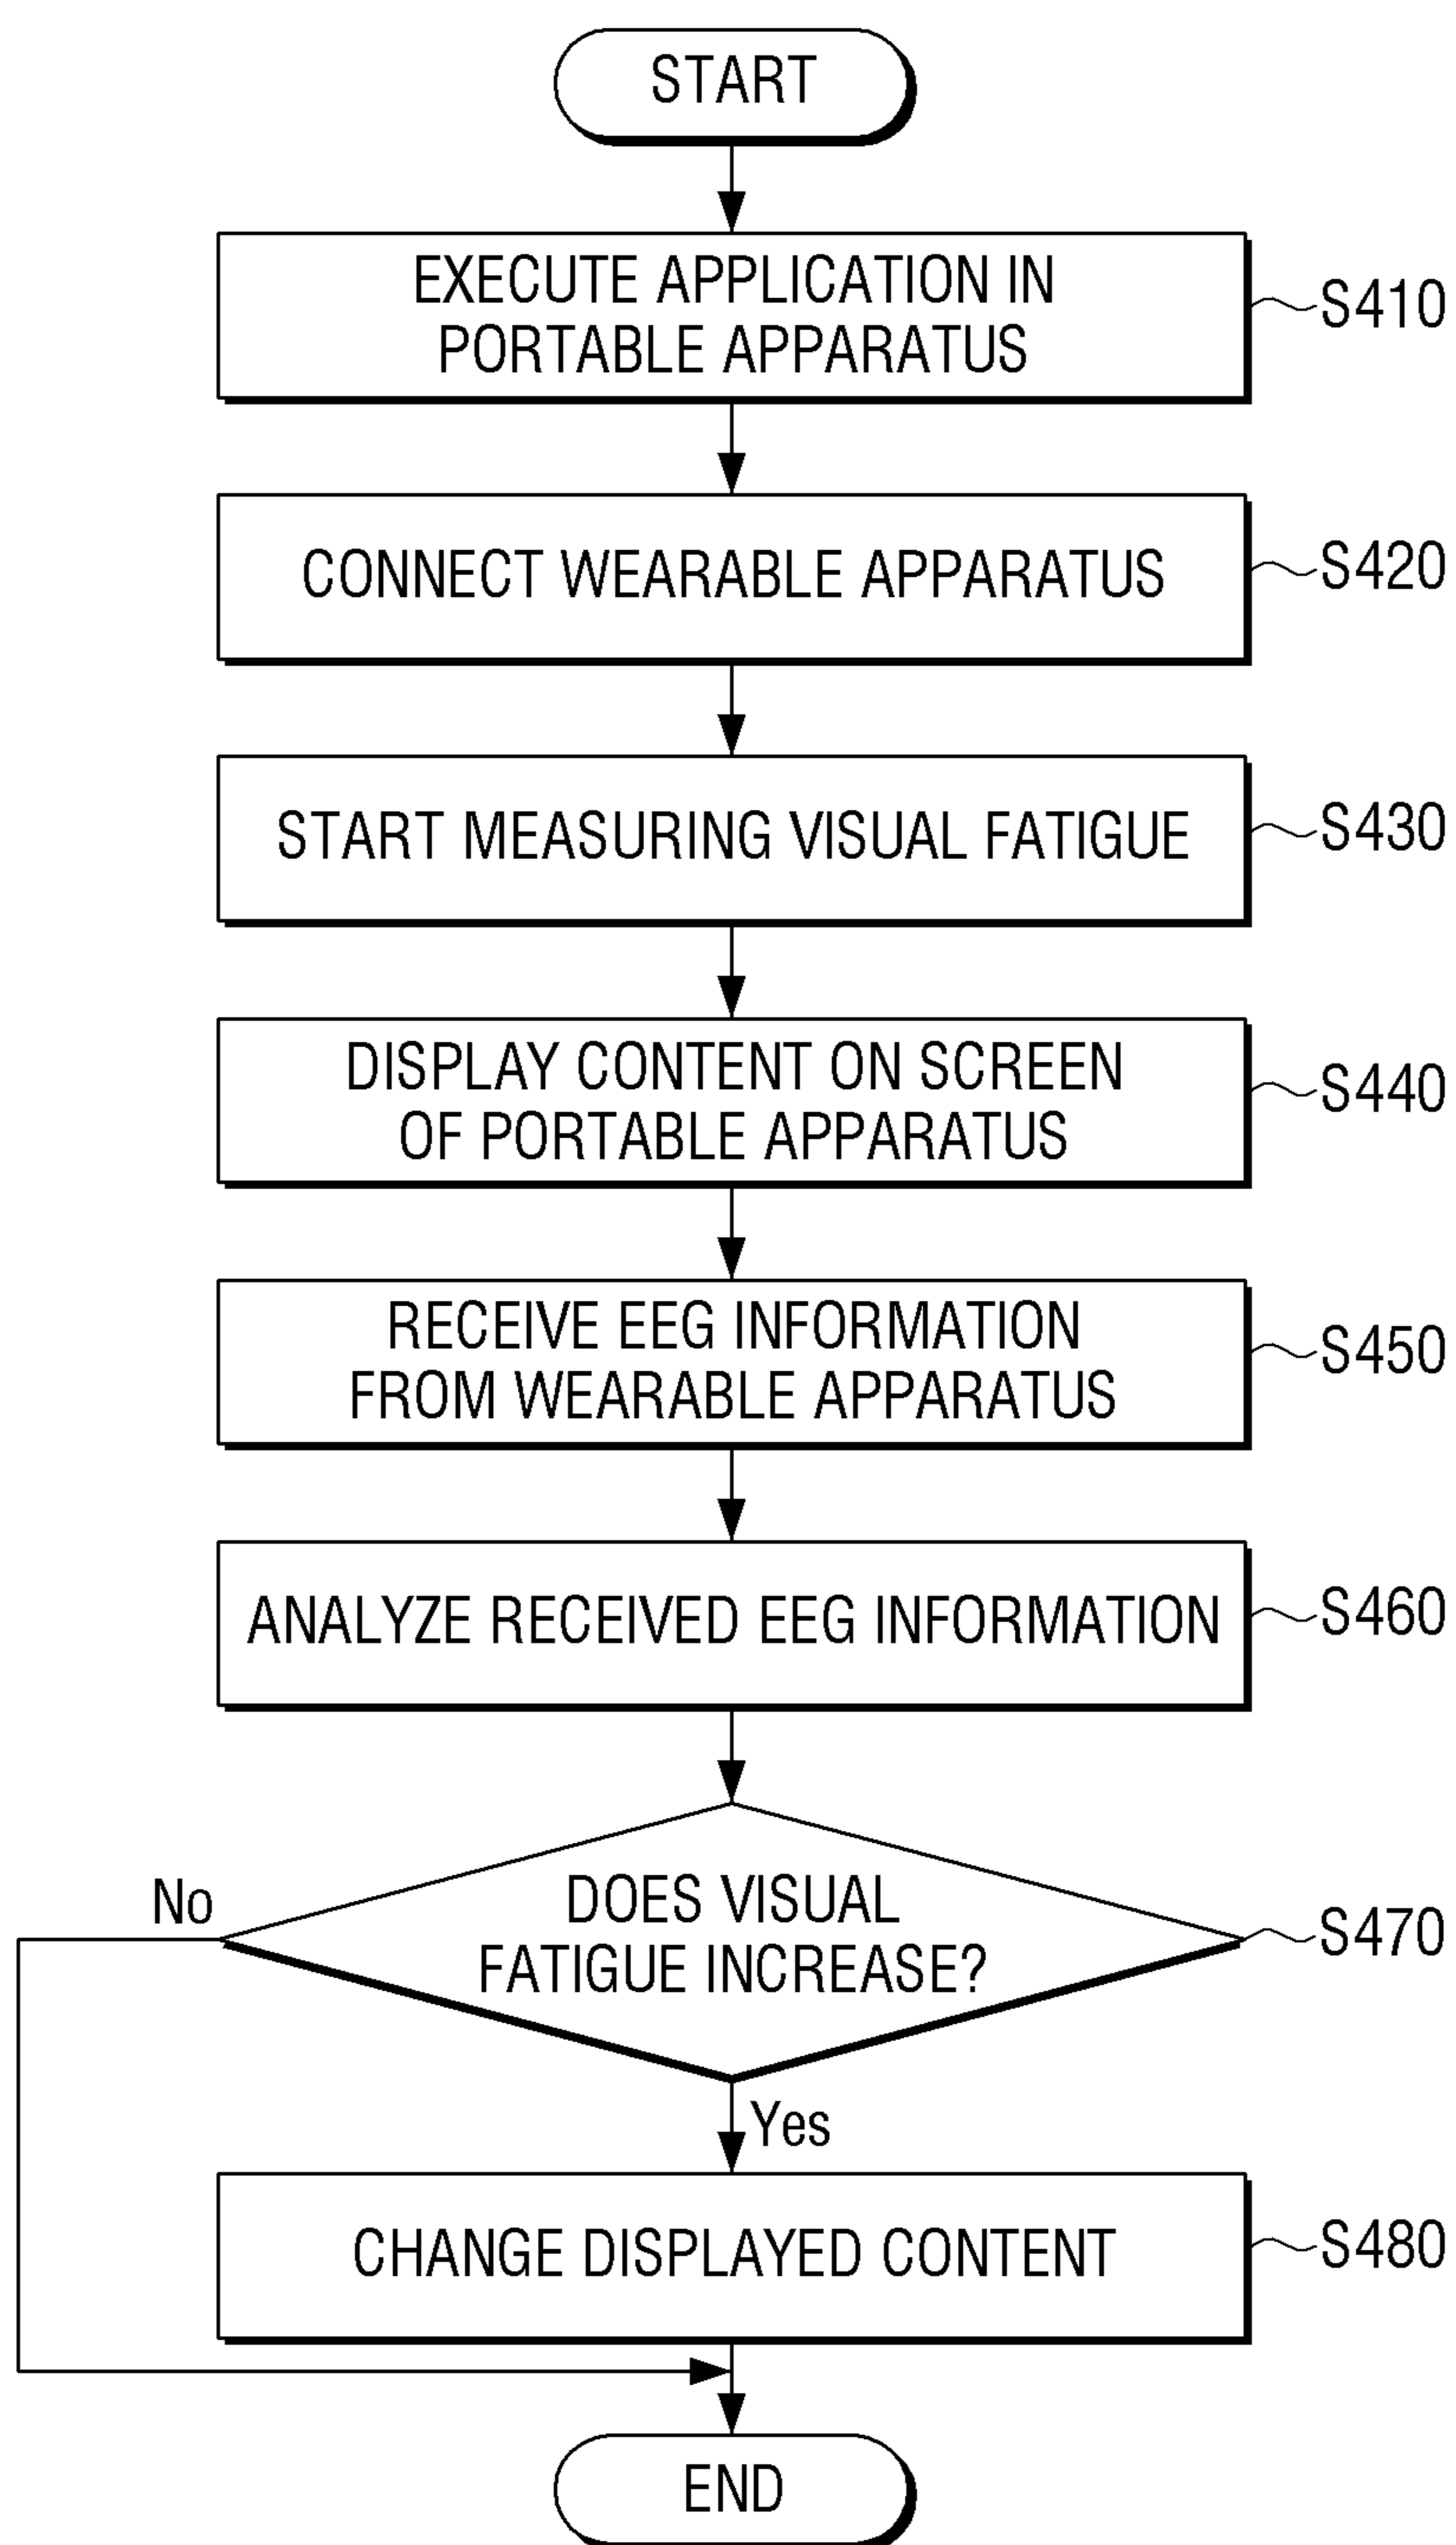 START
EXECUTE APPLICATION IN
PORTABLE APPARATUS
S410
CONNECT WEARABLE APPARATUS
S420
START MEASURING VISUAL FATIGUE
S430
DISPLAY CONTENT ON SCREEN
OF PORTABLE APPARATUS
S440
RECEIVE EEG INFORMATION
FROM WEARABLE APPARATUS
S450
ANALYZE RECEIVED EEG INFORMATION
S460
DOES VISUAL
FATIGUE INCREASE?
S470
No
Yes
CHANGE DISPLAYED CONTENT
S480
END